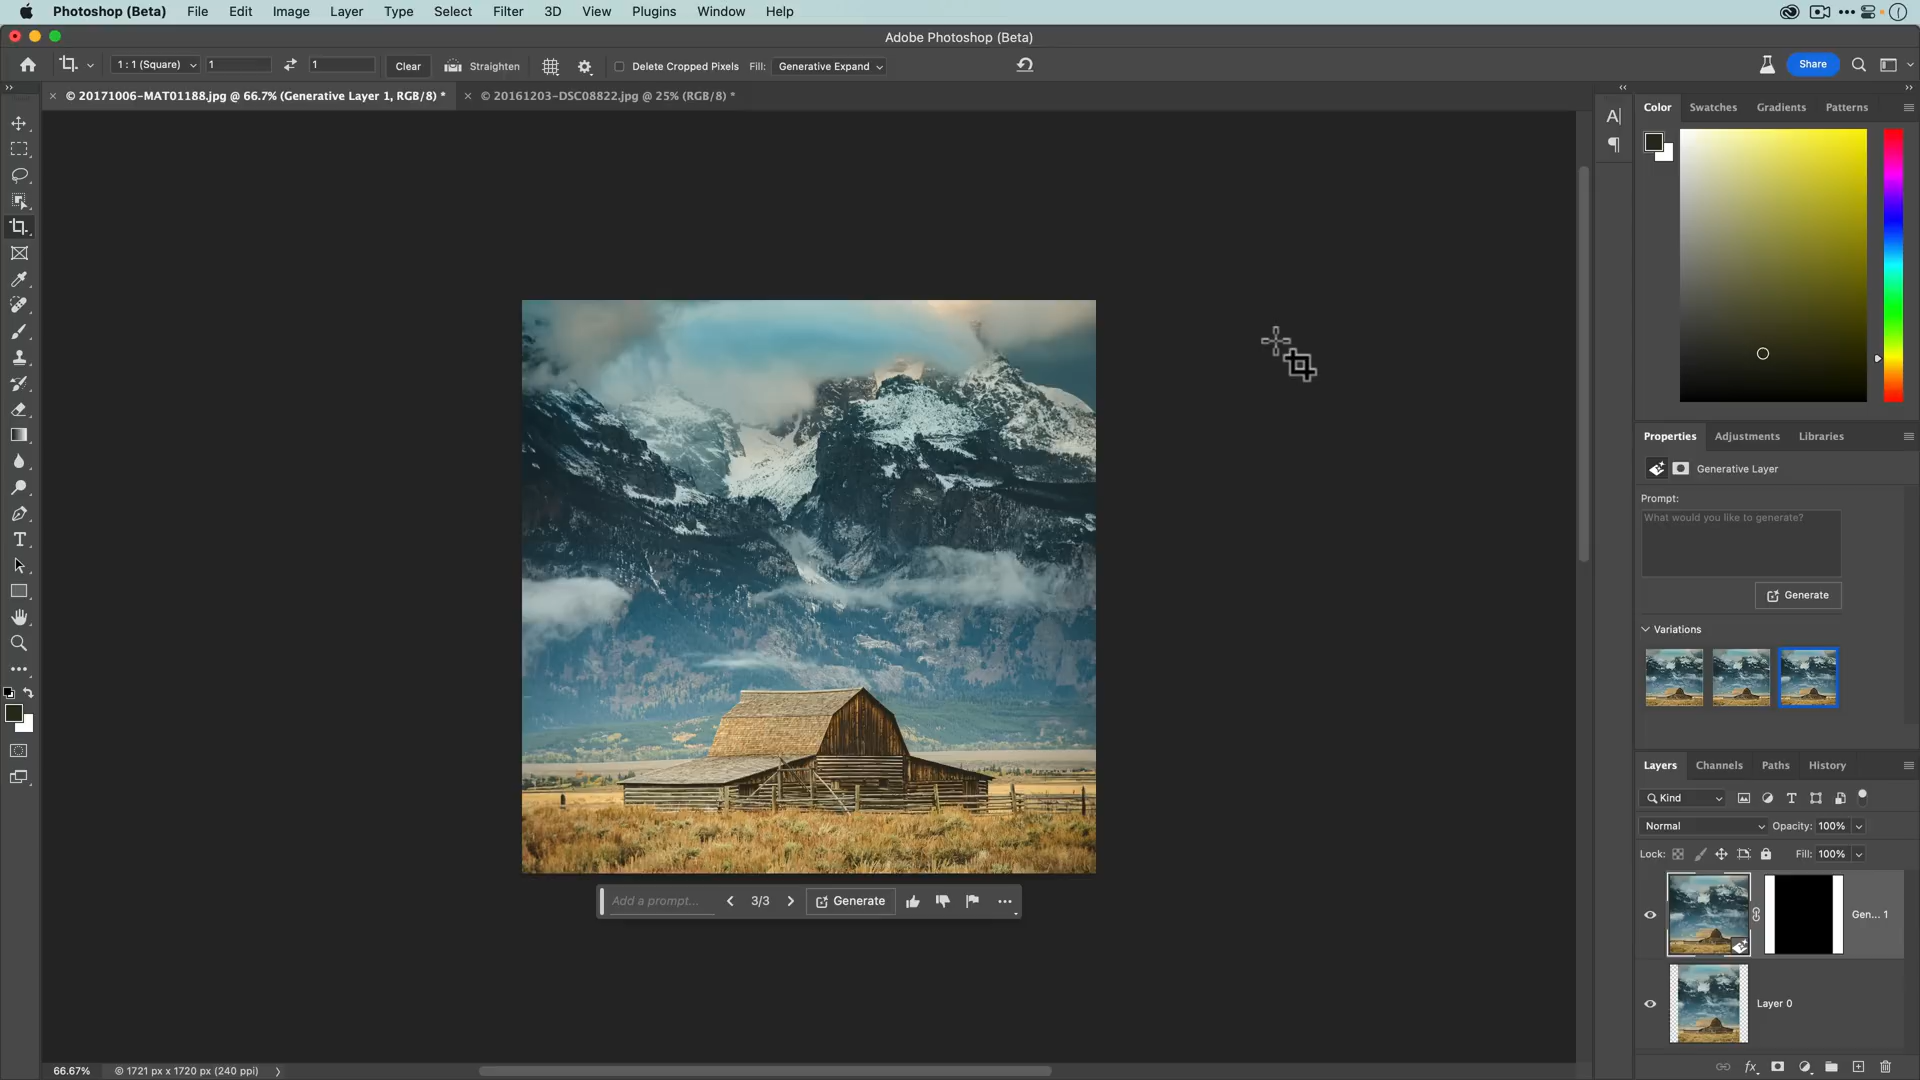 Photoshop (Beta) File Edit Image Layer Type Select Filter 3D View Plugins Window Help
Adobe Photoshop (Beta)
1 : 1 (Square) 1 1 Clear Straighten Delete Cropped Pixels Fill: Generative Expand Share
© 20171006-MAT01188.jpg @ 66.7% (Generative Layer 1, RGB/8) * © 20161203-DSC08822.jpg @ 25% (RGB/8) *
Color Swatches Gradients Patterns
Properties Adjustments Libraries
Generative Layer
Prompt:
What would you like to generate?
Generate
Variations
Layers Channels Paths History
Kind
Normal Opacity: 100%
Lock: Fill: 100%
Gen... 1
Layer 0
Add a prompt... 3/3 Generate
66.67% © 1721 px x 1720 px (240 ppi)